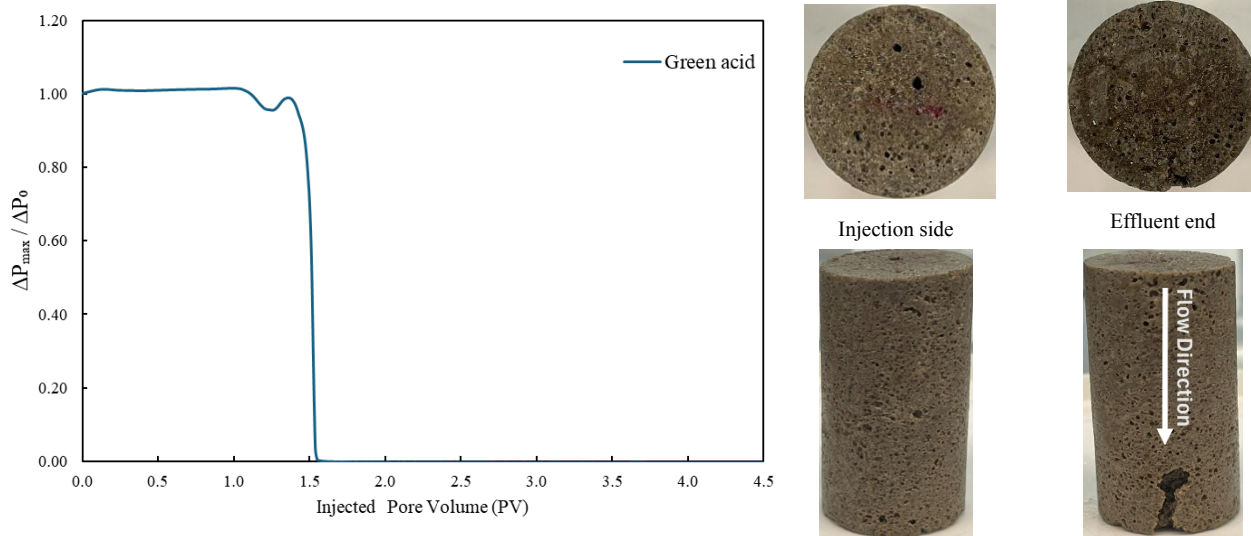 1.20
1.00
0.80
0.60
0.40
0.20
0.00
ΔPmax / ΔPo
0.0 0.5 1.0 1.5 2.0 2.5 3.0 3.5 4.0 4.5
Injected Pore Volume (PV)
Green acid
Injection side
Effluent end
Flow Direction